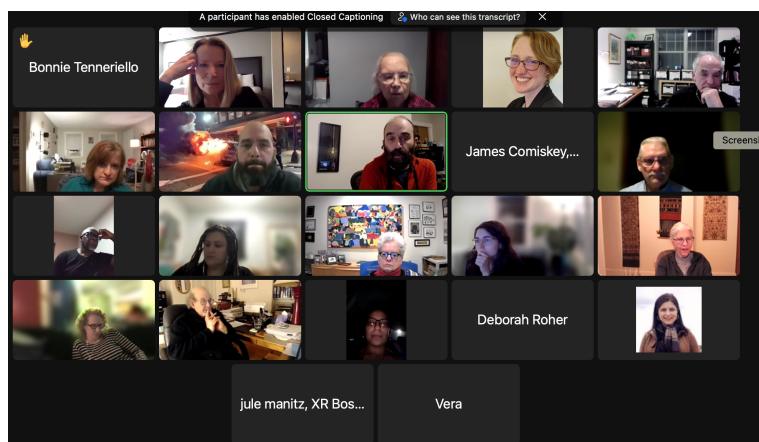 A participant has enabled Closed Captioning
Who can see this transcript?
Bonnie Tenneriello
James Comiskey,...
Screensh
Deborah Roher
jule manitz, XR Bos...
Vera